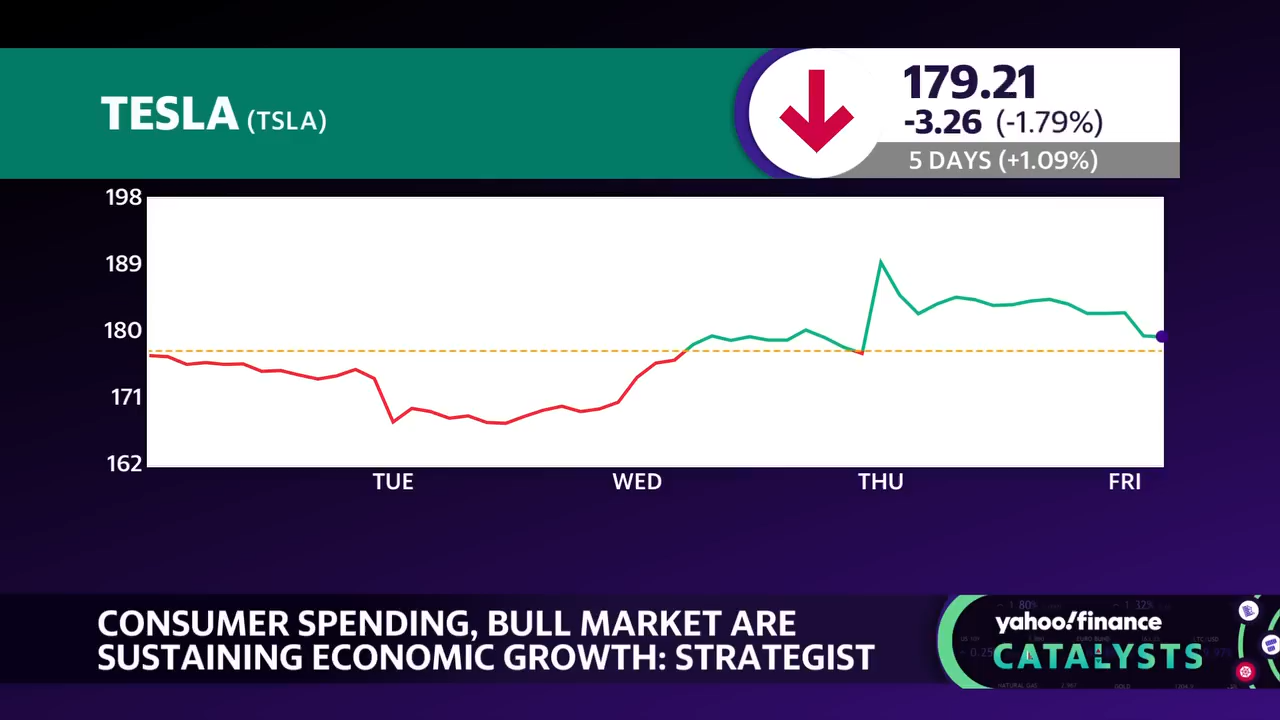 TESLA (TSLA)
179.21
-3.26 (-1.79%)
5 DAYS (+1.09%)
198
189
180
171
162
TUE WED THU FRI
CONSUMER SPENDING, BULL MARKET ARE
SUSTAINING ECONOMIC GROWTH: STRATEGIST
yahoo!finance
CATALYSTS